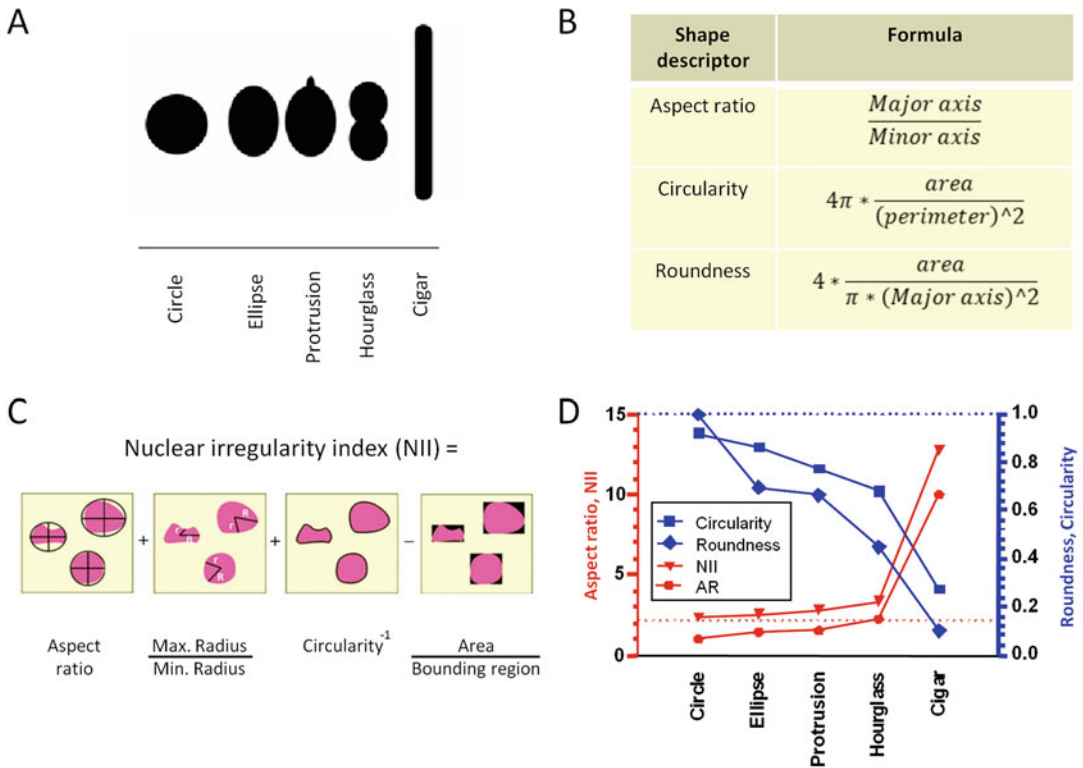 A
Circle
Ellipse
Protrusion
Hourglass
Cigar
B
Shape descriptor
Formula
Aspect ratio
Major axis
Minor axis
Circularity
4π * area
(perimeter)^2
Roundness
4 * area
π * (Major axis)^2
C
Nuclear irregularity index (NII) =
+
+
−
r
R
r
R
r
R
Aspect ratio
Max. Radius
Min. Radius
Circularity-1
Area
Bounding region
D
Aspect ratio, NII
15
10
5
0
Circularity
Roundness
NII
AR
1.0
0.8
0.6
0.4
0.2
0.0
Roundness, Circularity
Circle
Ellipse
Protrusion
Hourglass
Cigar